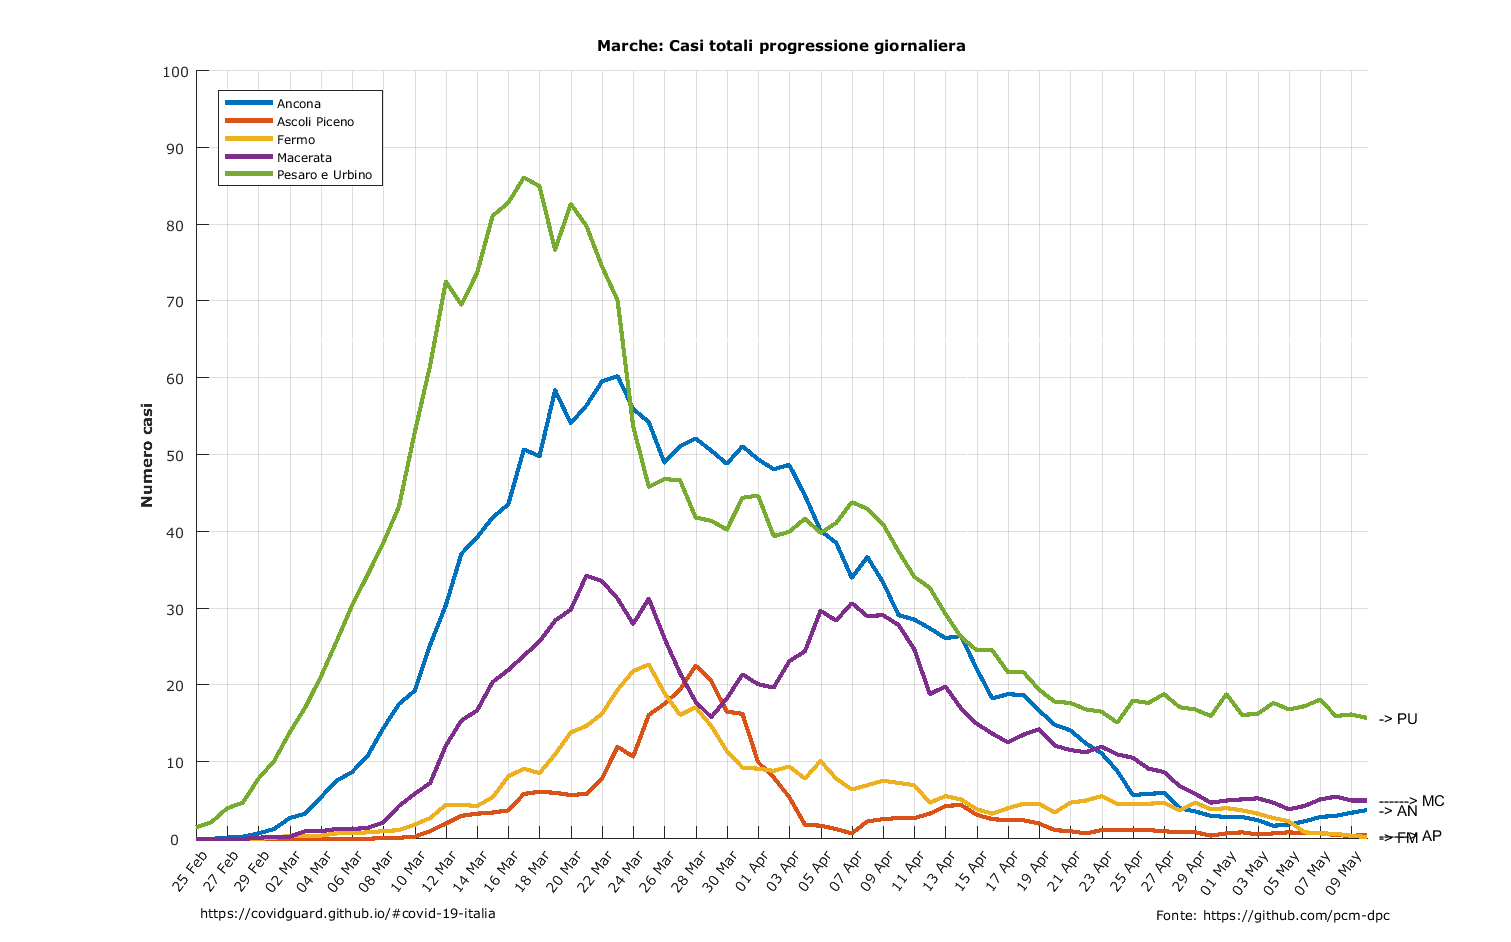 Marche: Casi totali progressione giornaliera
100
90
80
70
60
50
40
30
20
10
0
Numero casi
Ancona
Ascoli Piceno
Fermo
Macerata
Pesaro e Urbino
-> PU
------> MC
-> AN
------> AP
-> FM
25 Feb
27 Feb
29 Feb
02 Mar
04 Mar
06 Mar
08 Mar
10 Mar
12 Mar
14 Mar
16 Mar
18 Mar
20 Mar
22 Mar
24 Mar
26 Mar
28 Mar
30 Mar
01 Apr
03 Apr
05 Apr
07 Apr
09 Apr
11 Apr
13 Apr
15 Apr
17 Apr
19 Apr
21 Apr
23 Apr
25 Apr
27 Apr
29 Apr
01 May
03 May
05 May
07 May
09 May
https://covidguard.github.io/#covid-19-italia
Fonte: https://github.com/pcm-dpc